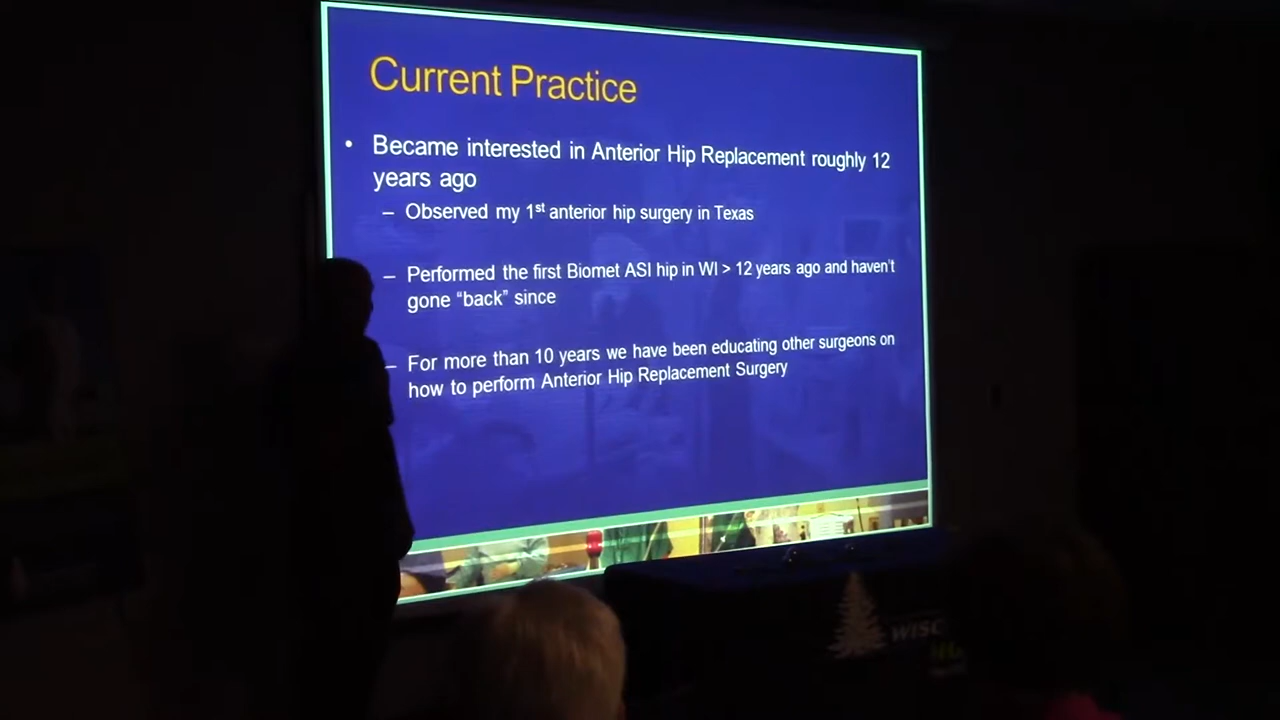 Current Practice
• Became interested in Anterior Hip Replacement roughly 12
years ago
– Observed my 1st anterior hip surgery in Texas
– Performed the first Biomet ASI hip in WI > 12 years ago and haven't
gone “back” since
– For more than 10 years we have been educating other surgeons on
how to perform Anterior Hip Replacement Surgery
WISC